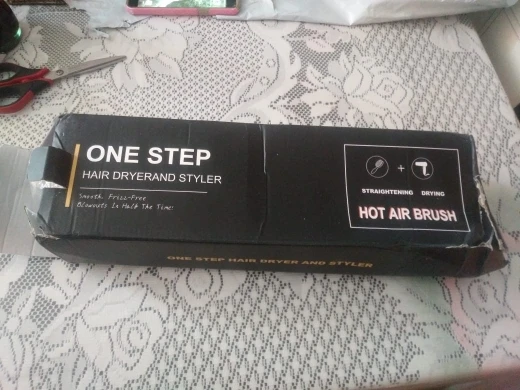 ONE STEP
HAIR DRYERAND STYLER
Smooth, Frizz-Free
Blowouts In Half The Time!
+
STRAIGHTENING DRYING
HOT AIR BRUSH
ONE STEP HAIR DRYER AND STYLER